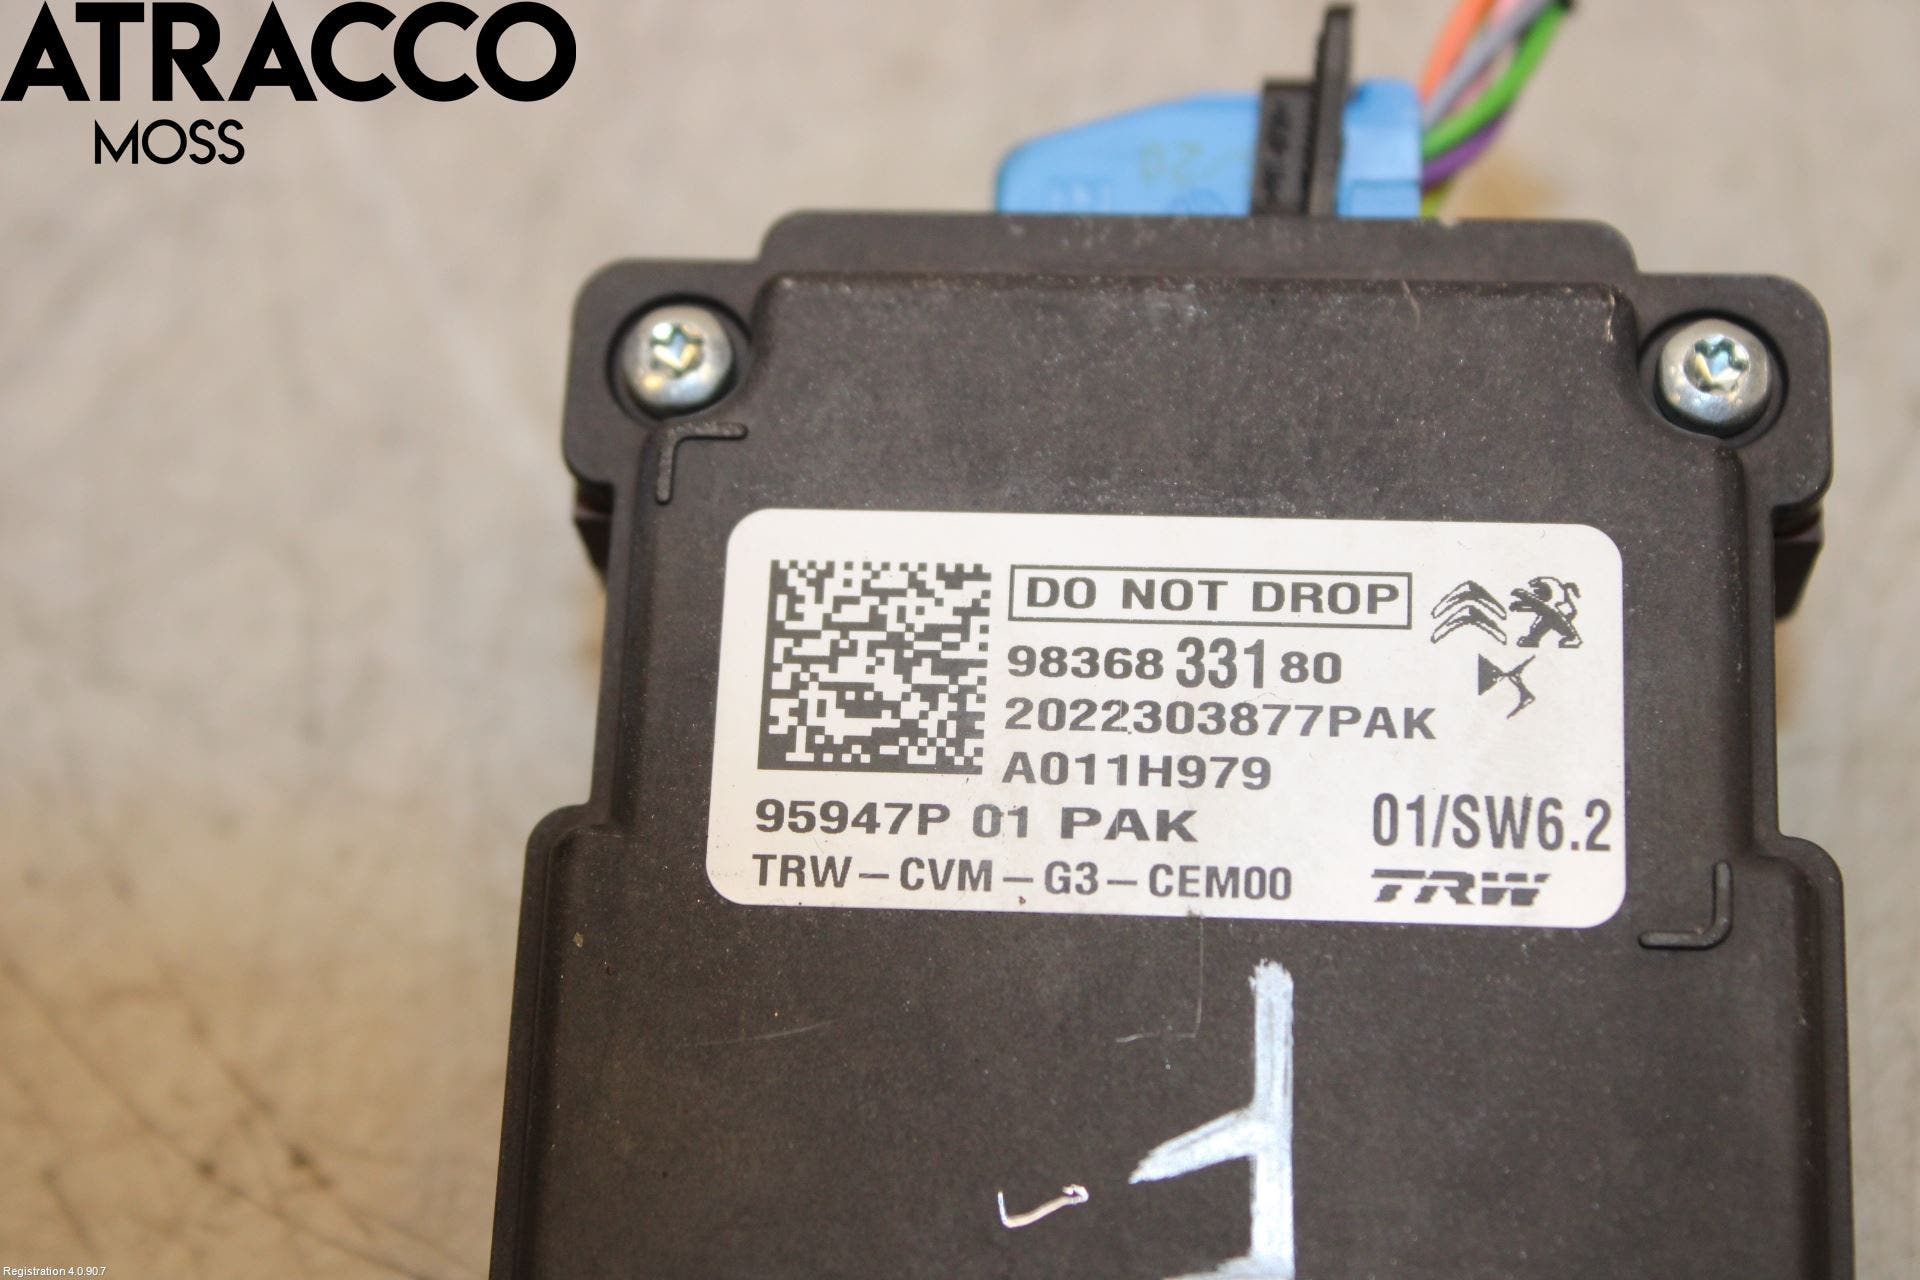 ATRACCO
MOSS
DO NOT DROP
98368 331 80
2022303877PAK
A011H979
95947P 01 PAK
01/SW6.2
TRW-CVM-G3-CEM00
TRW
Registration 4.0.90.7